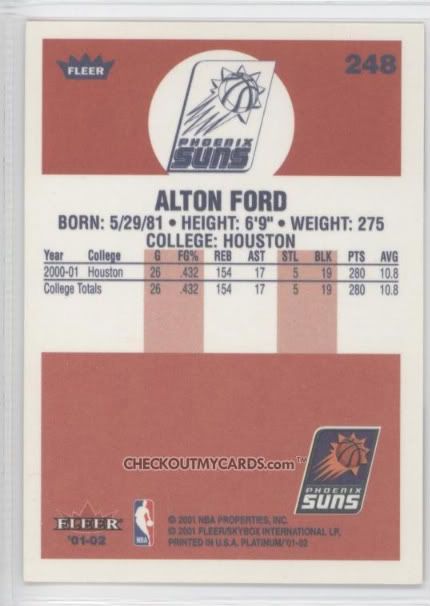 FLEER
248
PHOENIX
SUNS
ALTON FORD
BORN: 5/29/81 • HEIGHT: 6'9" • WEIGHT: 275
COLLEGE: HOUSTON
Year College G FG% REB AST STL BLK PTS AVG
2000-01 Houston 26 .432 154 17 5 19 280 10.8
College Totals 26 .432 154 17 5 19 280 10.8
CHECKOUTMYCARDS.com™
PHOENIX
SUNS
FLEER
'01-02
NBA
© 2001 NBA PROPERTIES, INC.
© 2001 FLEER/SKYBOX INTERNATIONAL LP,
PRINTED IN U.S.A. PLATINUM/'01-02